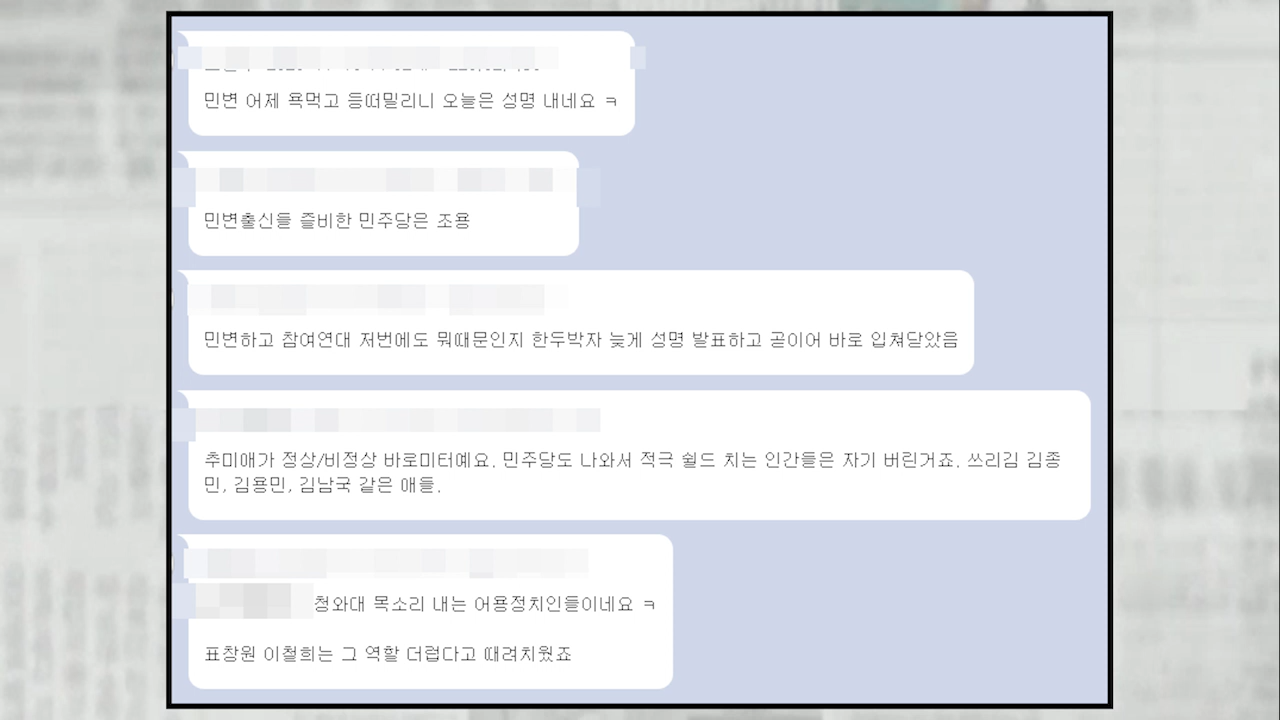 민변 어제 욕먹고 등떠밀리니 오늘은 성명 내네요 ㅋ
민변출신들 즐비한 민주당은 조용
민변하고 참여연대 저번에도 뭐때문인지 한두박자 늦게 성명 발표하고 곧이어 바로 입쳐닫았음
추미애가 정상/비정상 바로미터예요. 민주당도 나와서 적극 쉴드 치는 인간들은 자기 버린거죠. 쓰리김 김종
민, 김용민, 김남국 같은 애들.
청와대 목소리 내는 어용정치인들이네요 ㅋ
표창원 이철희는 그 역할 더럽다고 때려치웠죠